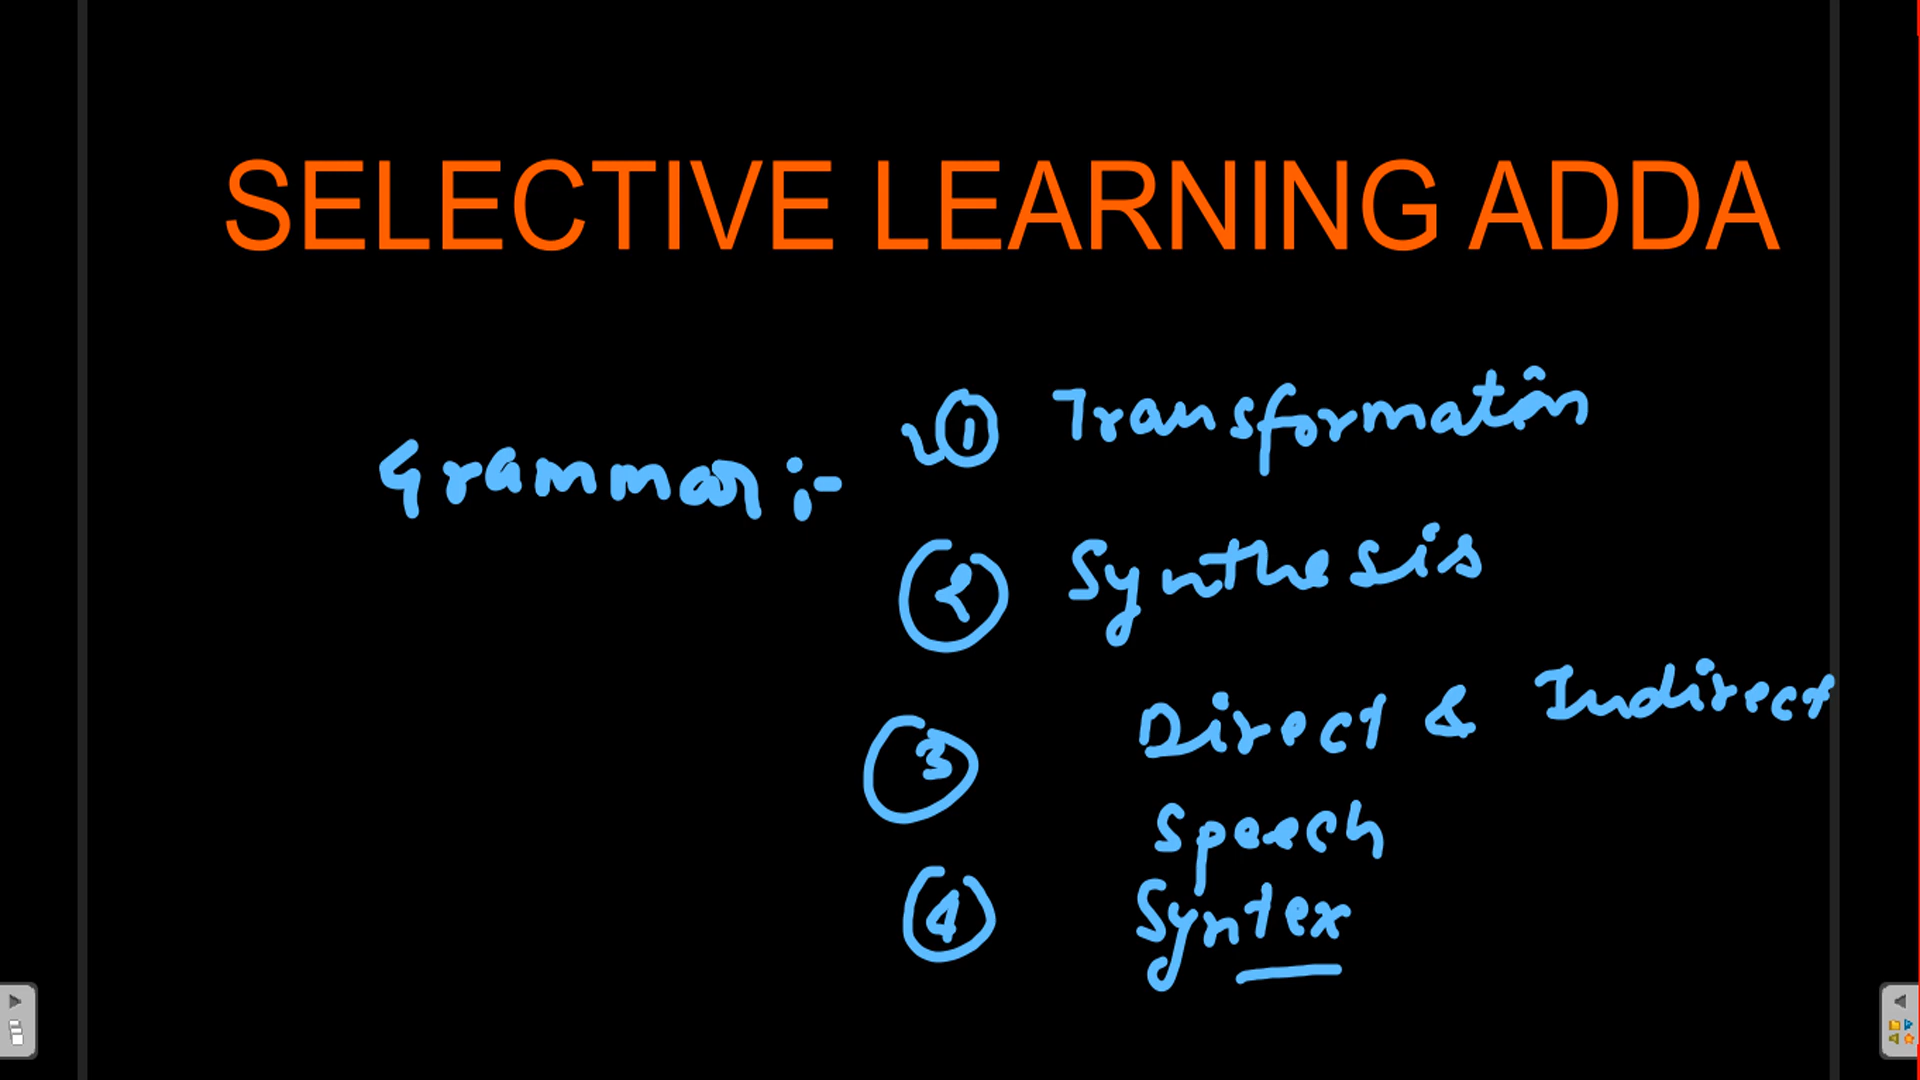 SELECTIVE LEARNING ADDA
Grammar :-
① Transformation
② Synthesis
③ Direct & Indirect
Speech
④ Syntex